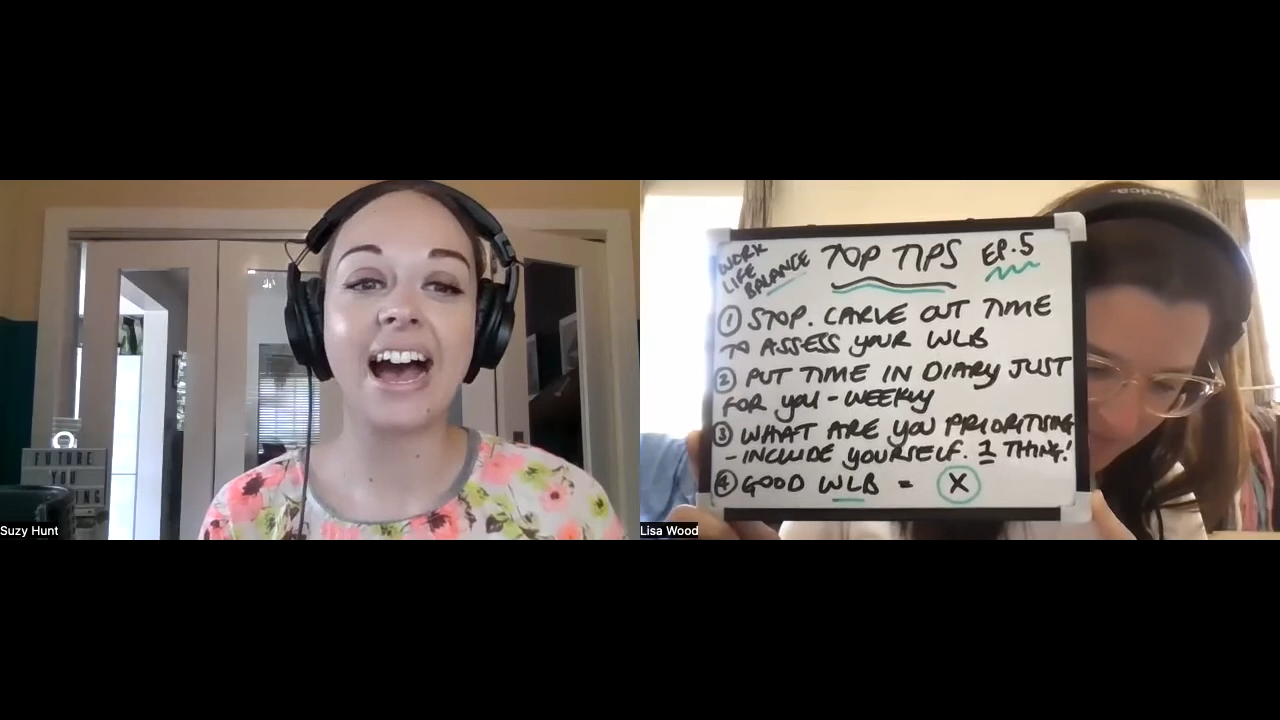 FUTURE
YOU
Suzy Hunt
WORK
LIFE
BALANCE
TOP TIPS EP.5
① STOP. CARVE OUT TIME
TO ASSESS YOUR WLB
② PUT TIME IN DIARY JUST
FOR YOU - WEEKLY
③ WHAT ARE YOU PRIORITISING
- INCLUDE YOURSELF. 1 THING!
④ GOOD WLB = X
Lisa Wood